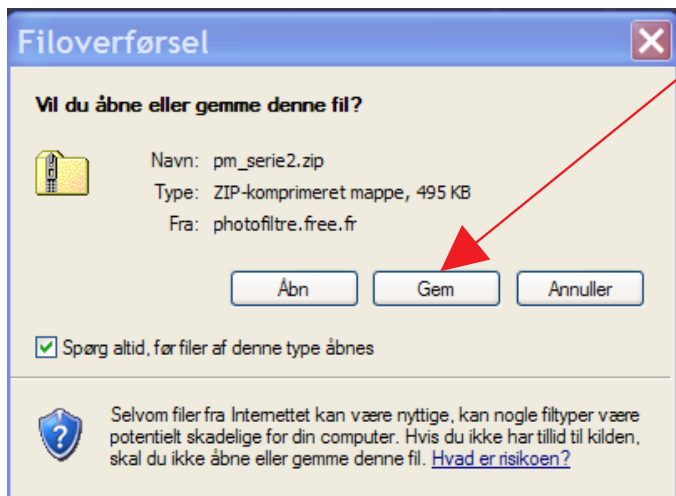 Filoverførsel
Vil du åbne eller gemme denne fil?
Navn: pm_serie2.zip
Type: ZIP-komprimeret mappe, 495 KB
Fra: photofiltre.free.fr
Åbn Gem Annuller
Spørg altid, før filer af denne type åbnes
Selvom filer fra Internettet kan være nyttige, kan nogle filtyper være
potentielt skadelige for din computer. Hvis du ikke har tillid til kilden,
skal du ikke åbne eller gemme denne fil. Hvad er risikoen?